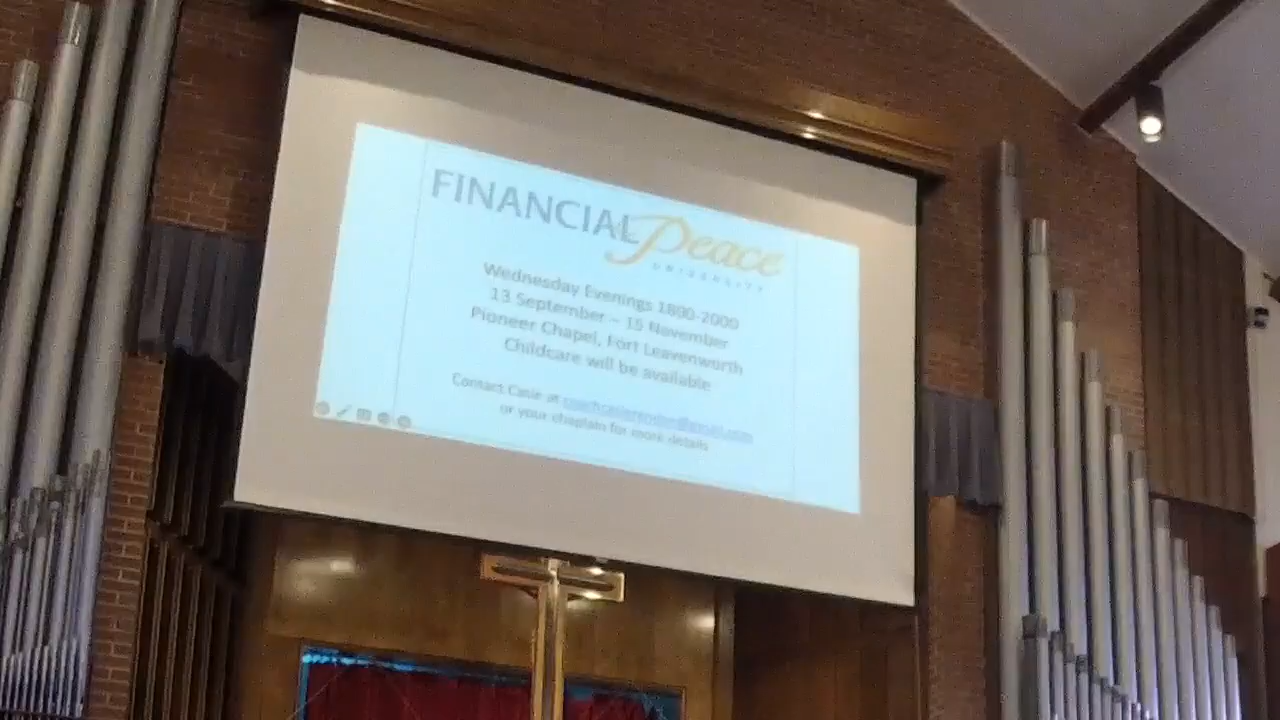 FINANCIAL Peace
UNIVERSITY
Wednesday Evenings 1800-2000
13 September – 15 November
Pioneer Chapel, Fort Leavenworth
Childcare will be available
Contact Casie at
or your chaplain for more details